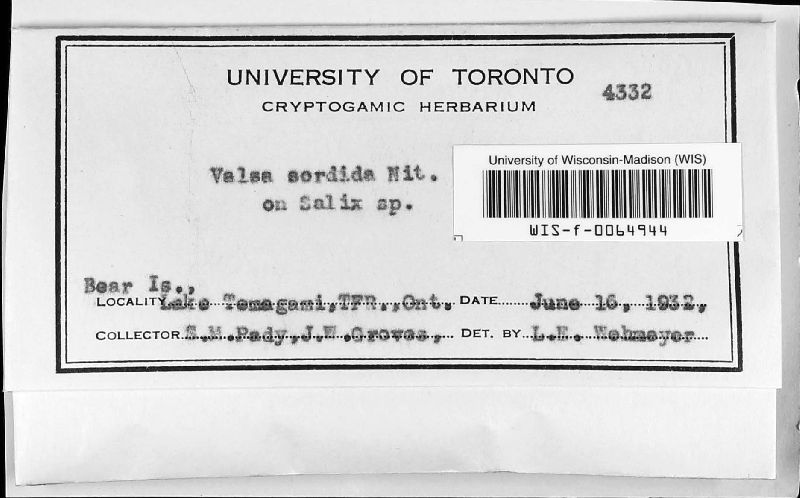 UNIVERSITY OF TORONTO
CRYPTOGAMIC HERBARIUM
4332
Valsa sordida Nit.
on Salix sp.
University of Wisconsin-Madison (WIS)
WIS-f-0064944
Bear Is.,
LOCALITY Lake Temagami, TFR., Ont. DATE June 16, 1932,
COLLECTOR S.M. Pady, J.W. Groves, DET. BY L.E. Wehmeyer